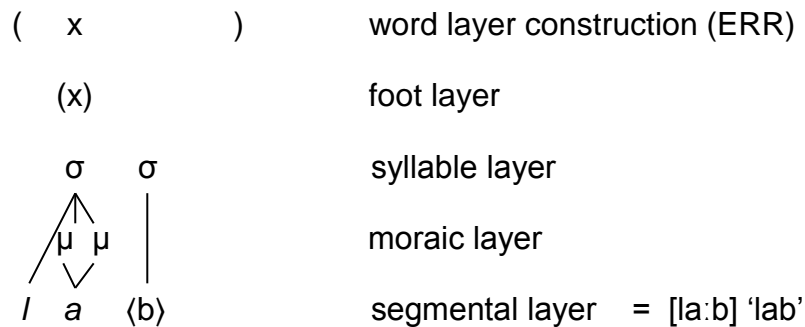 ( x ) word layer construction (ERR)
(x) foot layer
σ σ syllable layer
μ μ moraic layer
l a ⟨b⟩ segmental layer = [laːb] ‘lab’